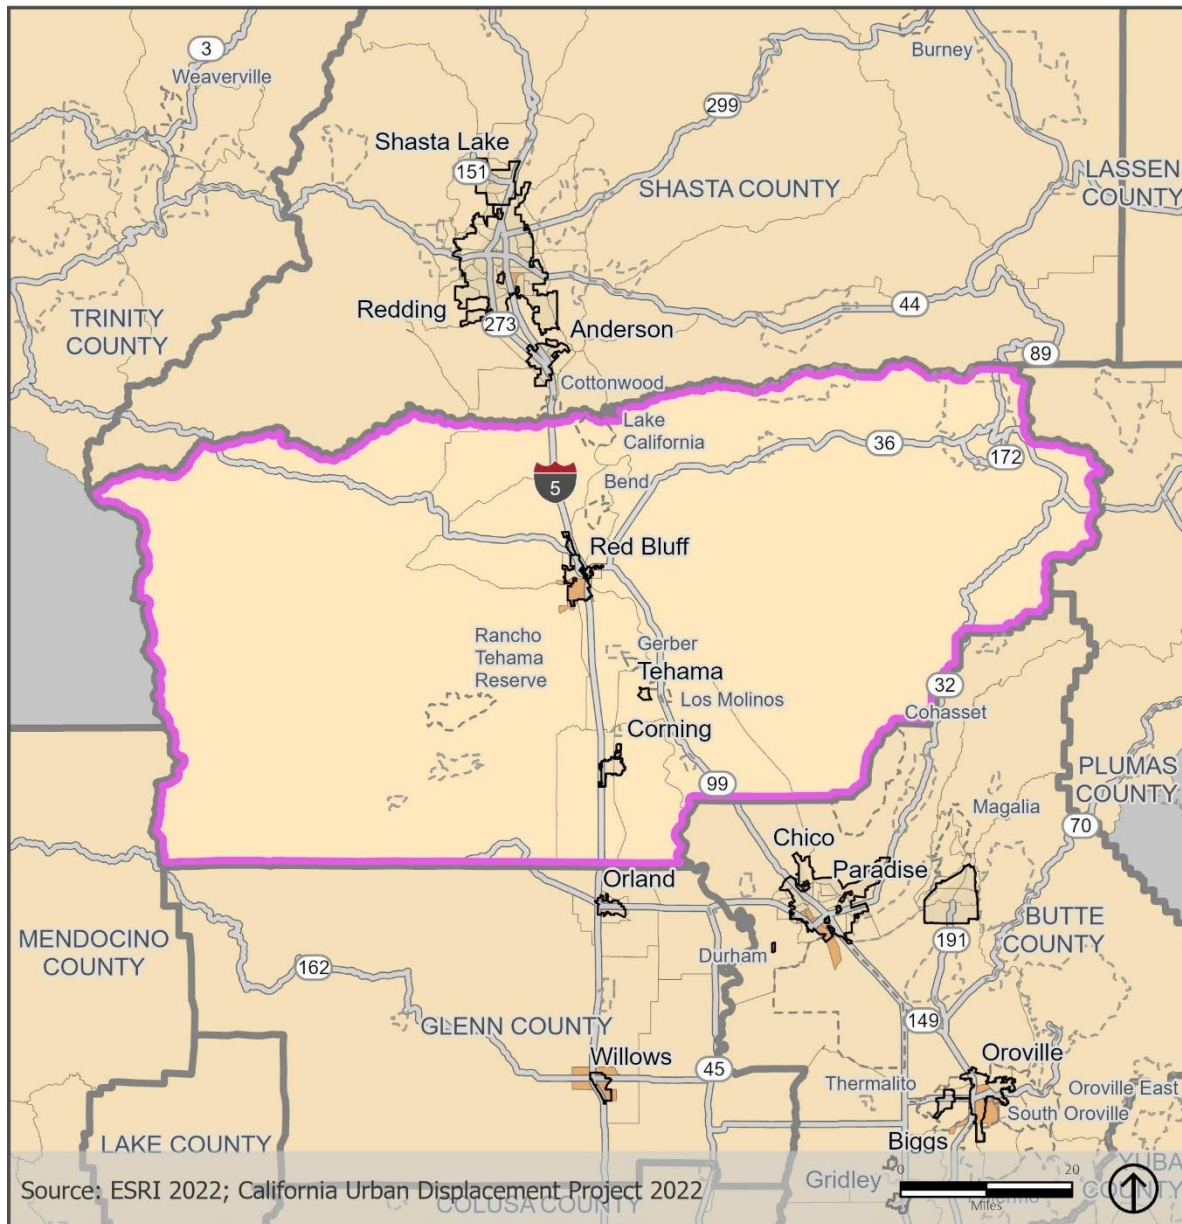 3
Weaverville
Burney
299
Shasta Lake
151
SHASTA COUNTY
LASSEN
COUNTY
44
Redding
273
Anderson
TRINITY
COUNTY
89
Cottonwood
Lake
California
36
172
5
Bend
Red Bluff
Rancho
Tehama
Reserve
Gerber
Tehama
Los Molinos
32
Cohasset
Corning
99
PLUMAS
COUNTY
Magalia
70
Chico
Paradise
Orland
MENDOCINO
COUNTY
BUTTE
COUNTY
191
Durham
162
GLENN COUNTY
149
Willows
45
Oroville
Thermalito
Oroville East
South Oroville
LAKE COUNTY
Biggs
YUBA
COUNTY
Gridley
0
20
Miles
Palermo
Source: ESRI 2022; California Urban Displacement Project 2022
COLUSA COUNTY